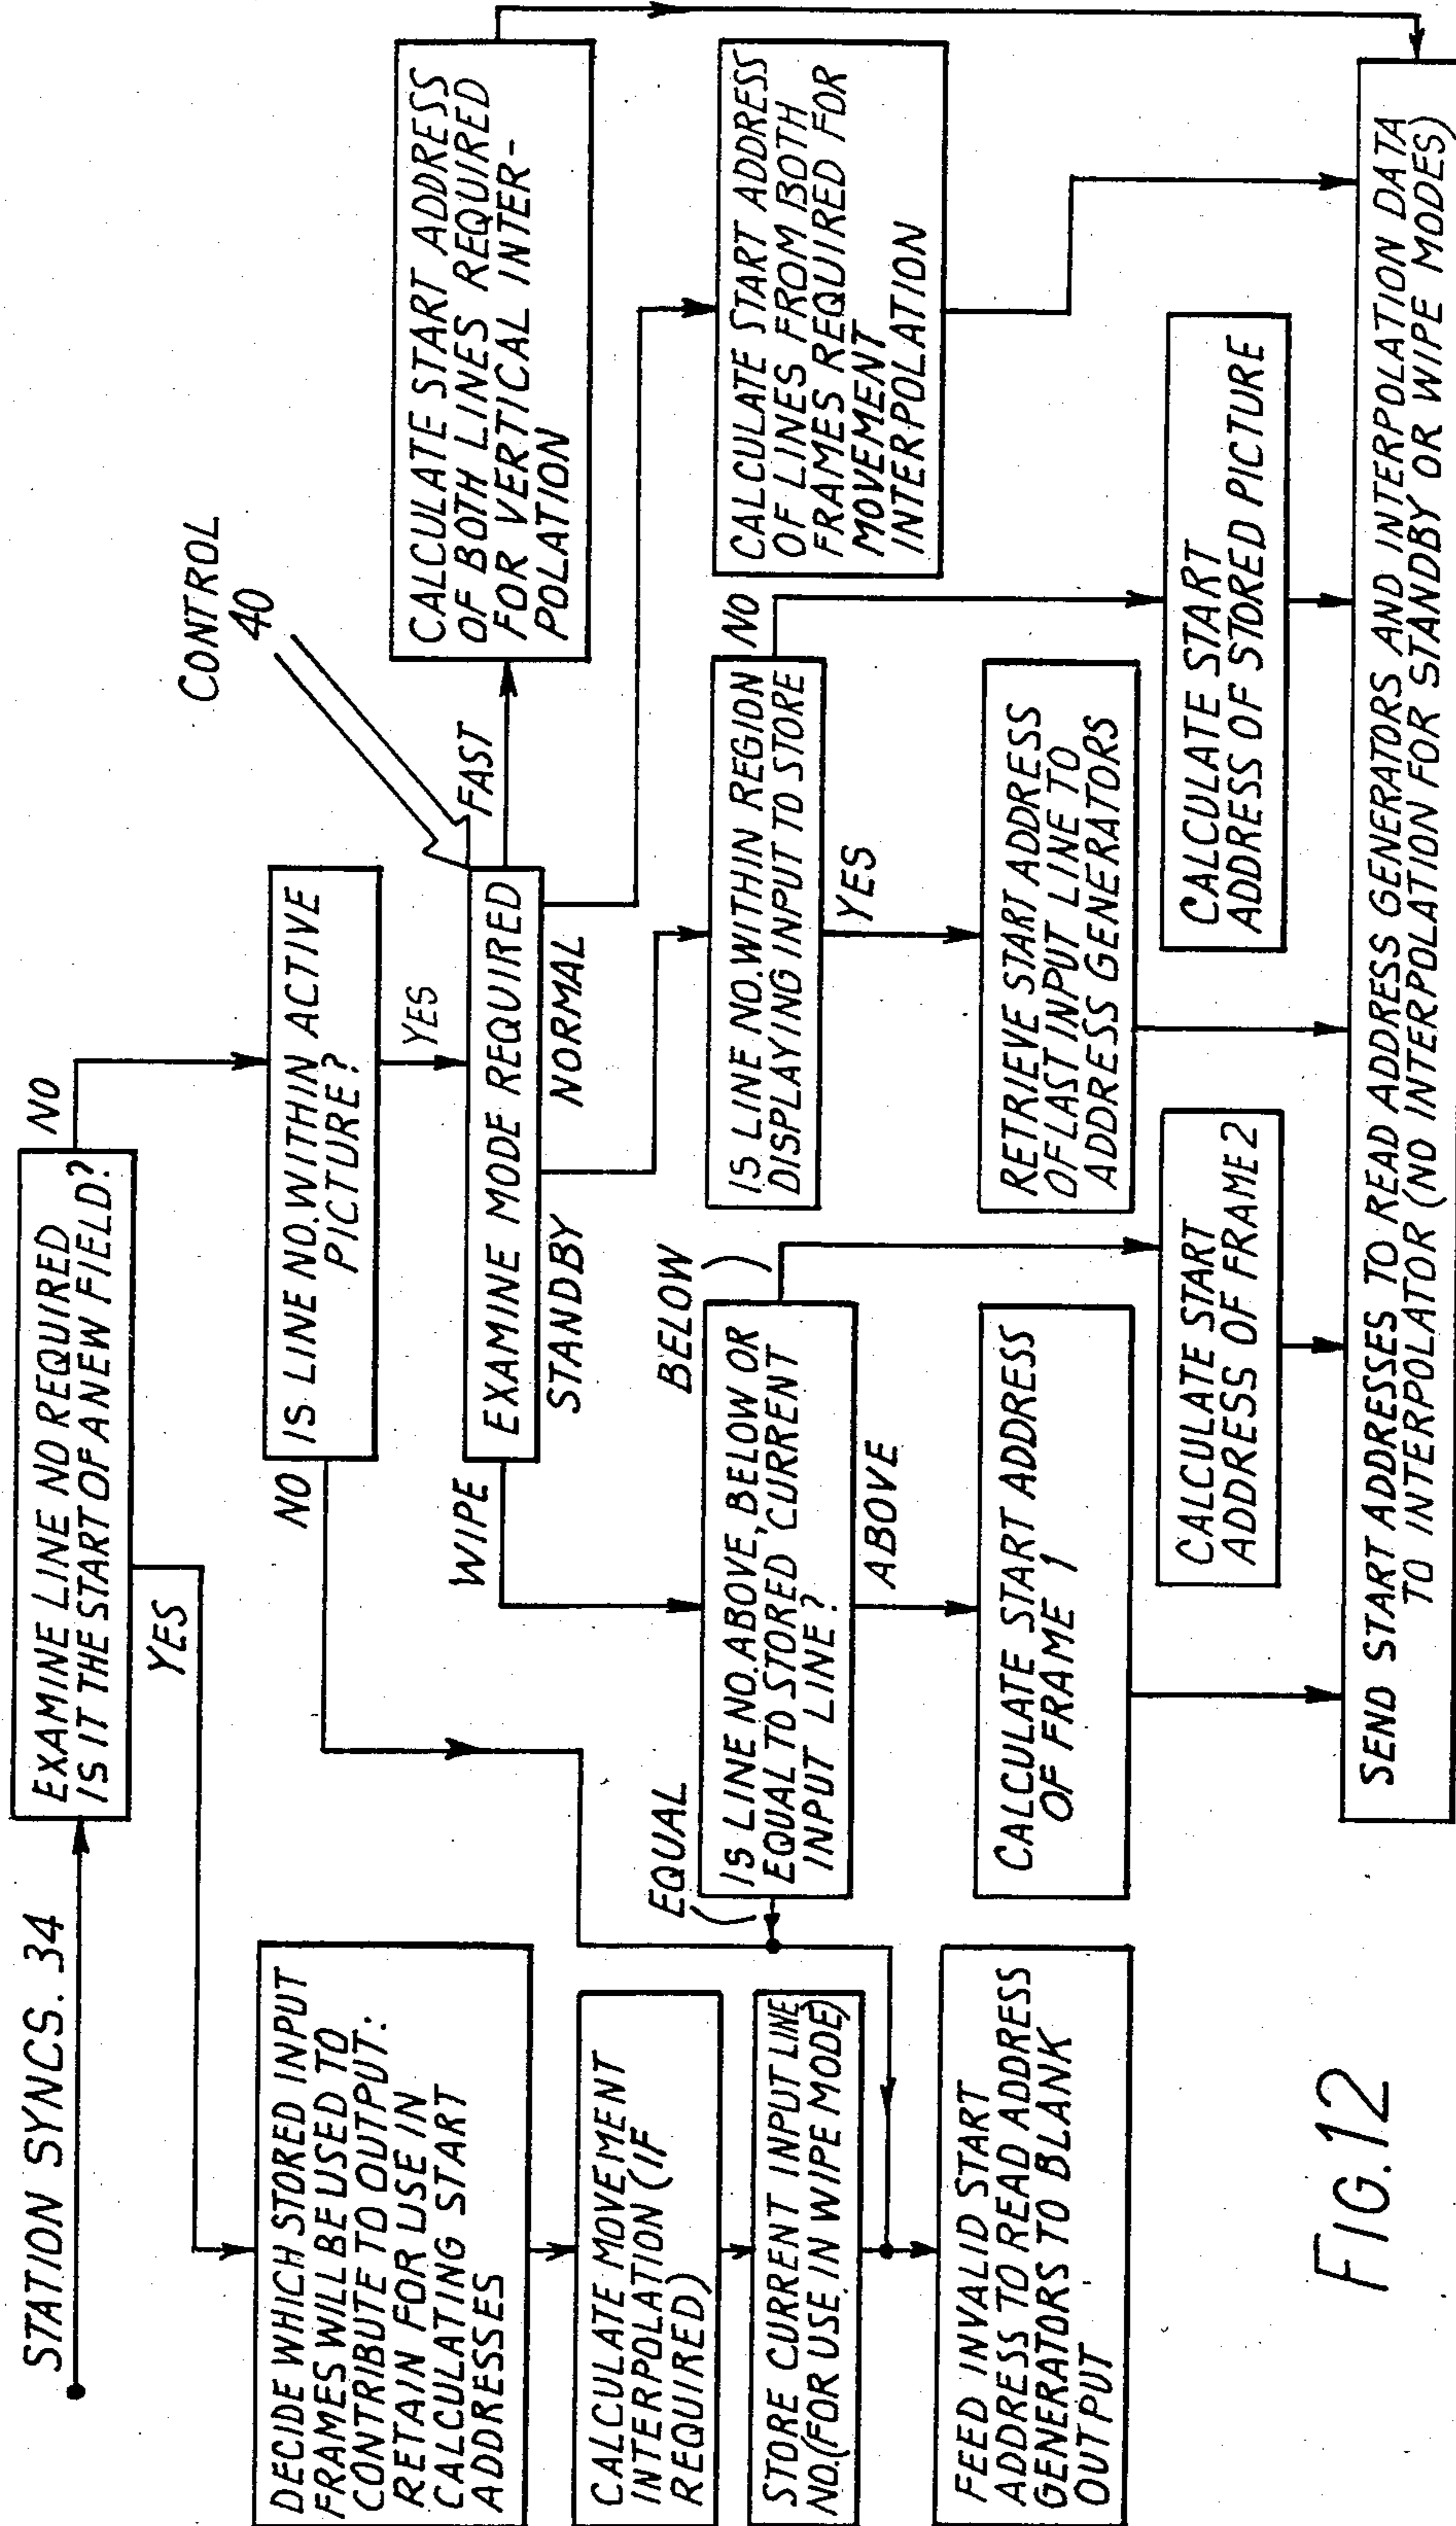 STATION SYNCS. 34
EXAMINE LINE NO REQUIRED
IS IT THE START OF A NEW FIELD?
NO
YES
DECIDE WHICH STORED INPUT
FRAMES WILL BE USED TO
CONTRIBUTE TO OUTPUT:
RETAIN FOR USE IN
CALCULATING START
ADDRESSES
NO
IS LINE NO. WITHIN ACTIVE
PICTURE?
YES
CONTROL
40
WIPE
EXAMINE MODE REQUIRED
FAST
STANDBY
NORMAL
CALCULATE START ADDRESS
OF BOTH LINES REQUIRED
FOR VERTICAL INTER-
POLATION
CALCULATE MOVEMENT
INTERPOLATION (IF
REQUIRED)
STORE CURRENT INPUT LINE
NO. (FOR USE IN WIPE MODE)
EQUAL
IS LINE NO. ABOVE, BELOW OR
EQUAL TO STORED 'CURRENT
INPUT LINE?
BELOW
ABOVE
IS LINE NO. WITHIN REGION
DISPLAYING INPUT TO STORE
NO
YES
CALCULATE START ADDRESS
OF LINES FROM BOTH
FRAMES REQUIRED FOR
MOVEMENT
INTERPOLATION
FEED INVALID START
ADDRESS TO READ ADDRESS
GENERATORS TO BLANK
OUTPUT
CALCULATE START ADDRESS
OF FRAME 1
RETRIEVE START ADDRESS
OF LAST INPUT LINE TO
ADDRESS GENERATORS
CALCULATE START
ADDRESS OF FRAME 2
CALCULATE START
ADDRESS OF STORED PICTURE
SEND START ADDRESSES TO READ ADDRESS GENERATORS AND INTERPOLATION DATA
TO INTERPOLATOR (NO INTERPOLATION FOR STANDBY OR WIPE MODES)
FIG. 12